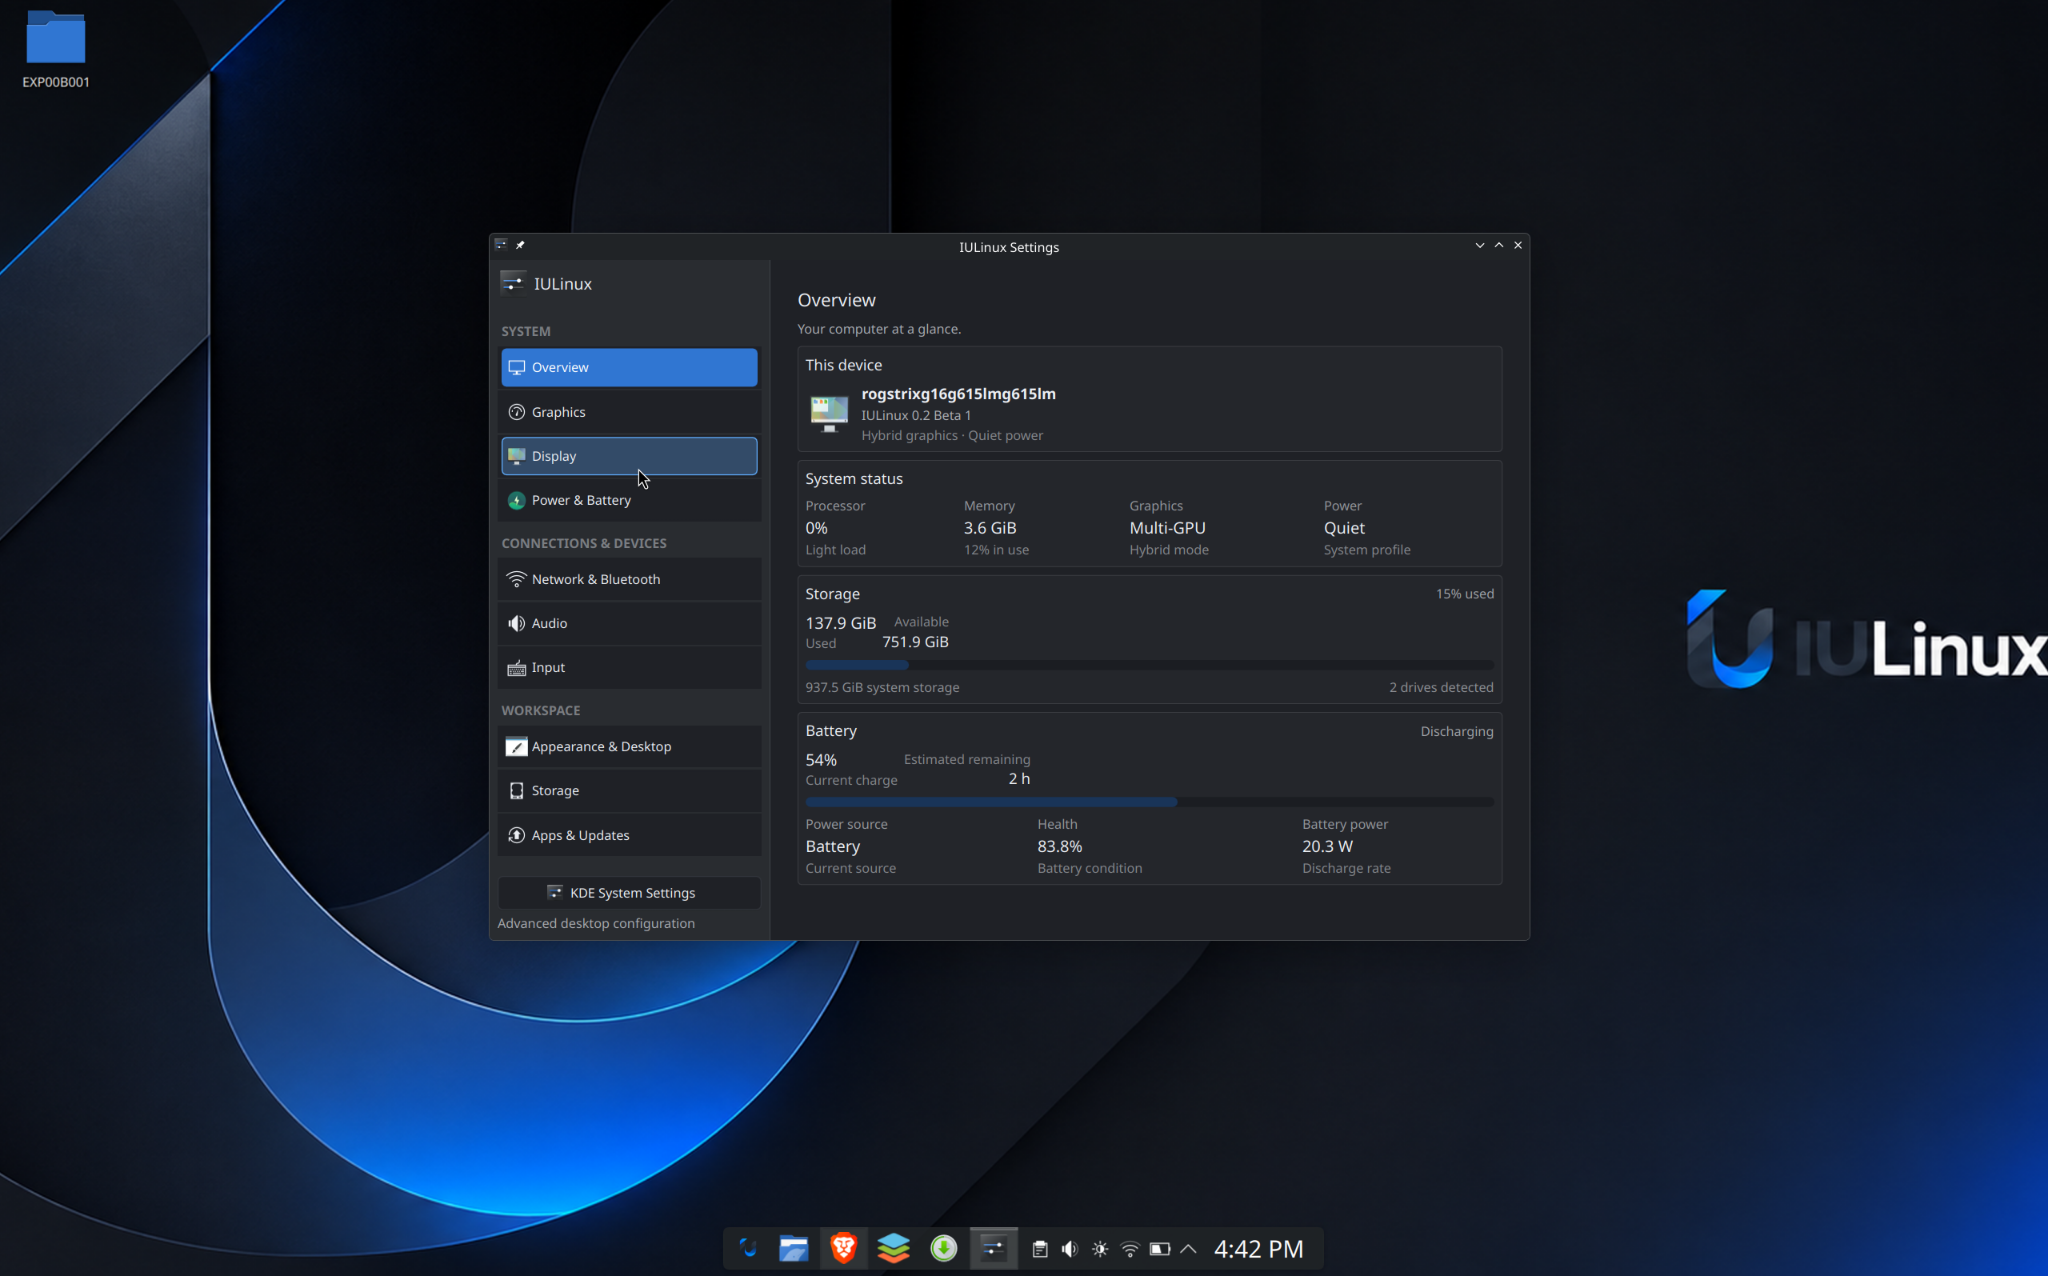 EXP00B001
IULinux Settings
IULinux
SYSTEM
Overview
Graphics
Display
Power & Battery
CONNECTIONS & DEVICES
Network & Bluetooth
Audio
Input
WORKSPACE
Appearance & Desktop
Storage
Apps & Updates
KDE System Settings
Advanced desktop configuration
Overview
Your computer at a glance.
This device
rogstrixg16g615lmg615lm
IULinux 0.2 Beta 1
Hybrid graphics · Quiet power
System status
Processor Memory Graphics Power
0% 3.6 GiB Multi-GPU Quiet
Light load 12% in use Hybrid mode System profile
Storage 15% used
137.9 GiB Available
Used 751.9 GiB
937.5 GiB system storage 2 drives detected
Battery Discharging
54% Estimated remaining
Current charge 2 h
Power source Health Battery power
Battery 83.8% 20.3 W
Current source Battery condition Discharge rate
IULinux
4:42 PM